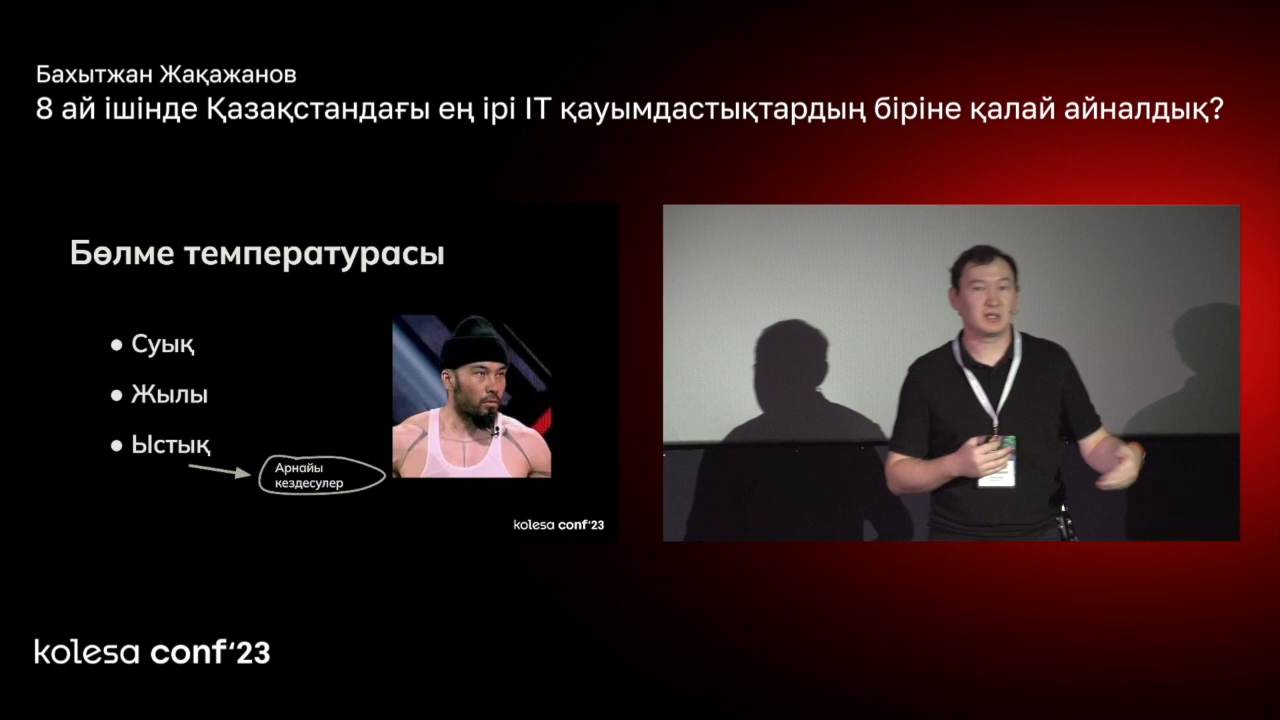 Бахытжан Жақажанов
8 ай ішінде Қазақстандағы ең ірі IT қауымдастықтардың біріне қалай айналдық?
Бөлме температурасы
● Суық
● Жылы
● Ыстық
Арнайы
кездесулер
kolesa conf‘23
kolesa conf‘23